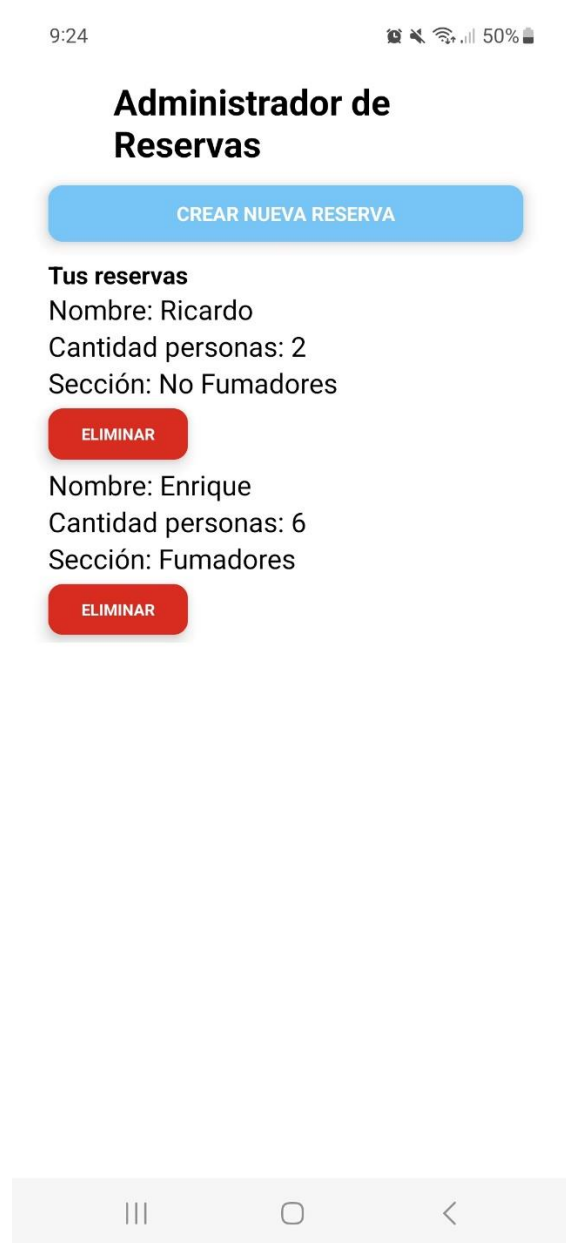 9:24
50%
Administrador de
Reservas
CREAR NUEVA RESERVA
Tus reservas
Nombre: Ricardo
Cantidad personas: 2
Sección: No Fumadores
ELIMINAR
Nombre: Enrique
Cantidad personas: 6
Sección: Fumadores
ELIMINAR